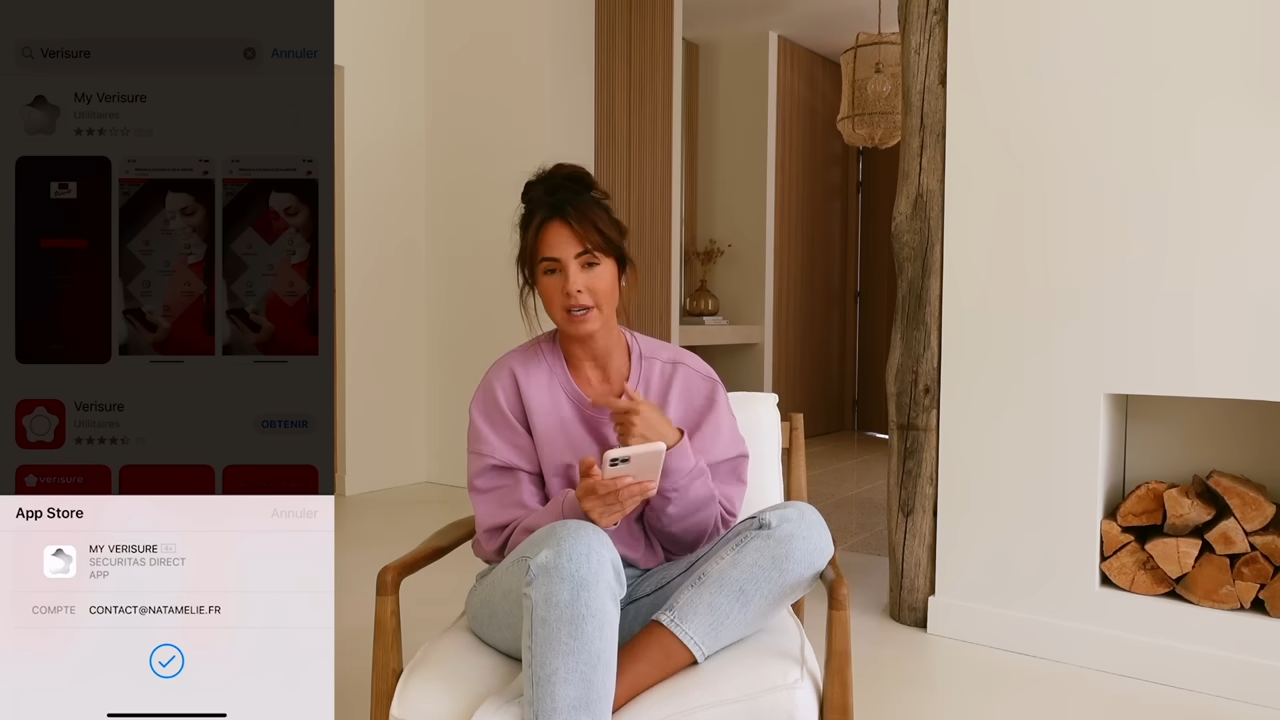 Verisure
Annuler
My Verisure
Utilitaires
Verisure
Utilitaires
OBTENIR
verisure
App Store
Annuler
MY VERISURE 4+
SECURITAS DIRECT
APP
COMPTE CONTACT@NATAMELIE.FR